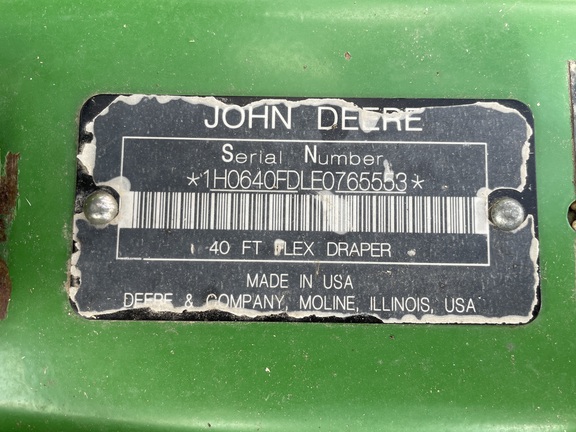 JOHN DEERE
Serial Number
*1H0640FDLE0765553*
40 FT FLEX DRAPER
MADE IN USA
DEERE & COMPANY, MOLINE, ILLINOIS, USA